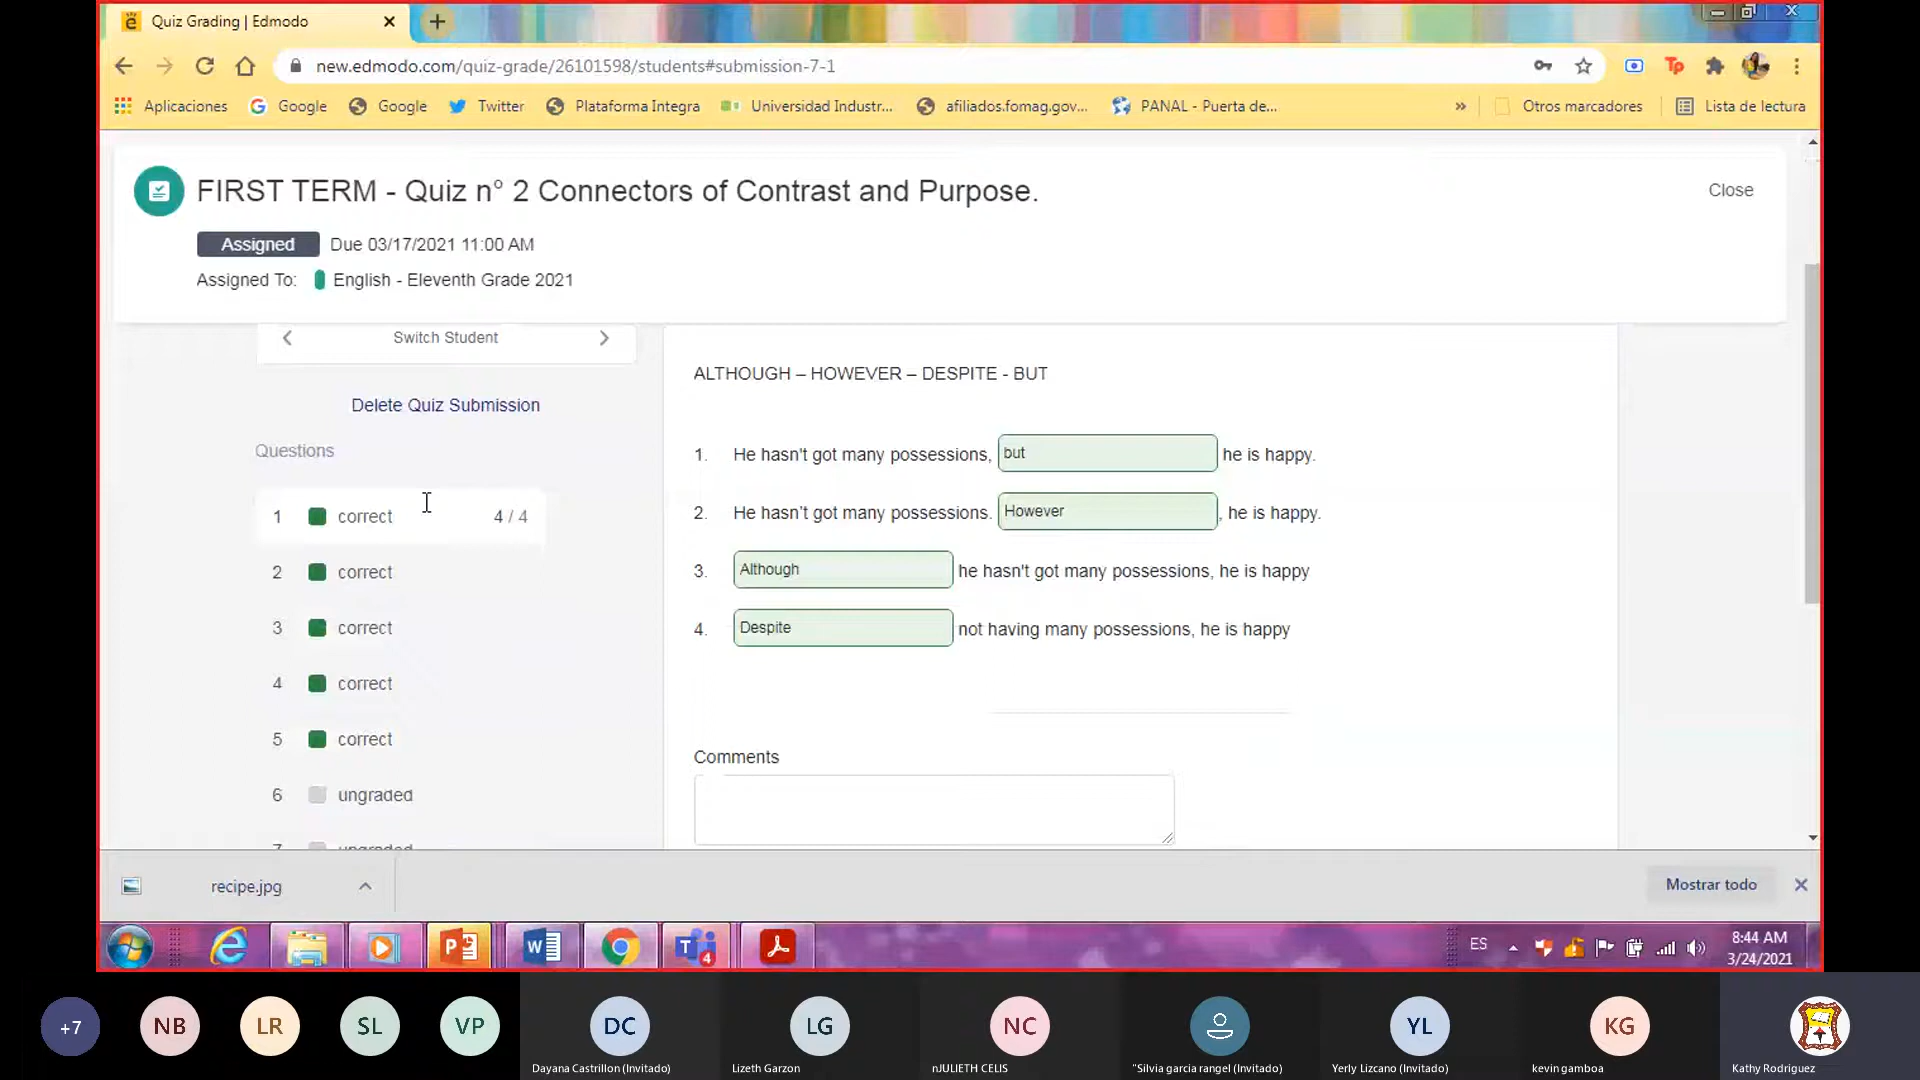 Quiz Grading | Edmodo
new.edmodo.com/quiz-grade/26101598/students#submission-7-1
Aplicaciones Google Google Twitter Plataforma Integra Universidad Industr... afiliados.fomag.gov... PANAL - Puerta de... » Otros marcadores Lista de lectura
FIRST TERM - Quiz n° 2 Connectors of Contrast and Purpose.
Close
Assigned Due 03/17/2021 11:00 AM
Assigned To: English - Eleventh Grade 2021
Switch Student
Delete Quiz Submission
Questions
1 correct 4 / 4
2 correct
3 correct
4 correct
5 correct
6 ungraded
7 ungraded
ALTHOUGH – HOWEVER – DESPITE - BUT
1. He hasn't got many possessions, but he is happy.
2. He hasn't got many possessions. However , he is happy.
3. Although he hasn't got many possessions, he is happy
4. Despite not having many possessions, he is happy
Comments
recipe.jpg
Mostrar todo
ES
8:44 AM
3/24/2021
4
+7 NB LR SL VP DC LG NC YL KG
Dayana Castrillon (Invitado) Lizeth Garzon nJULIETH CELIS "Silvia garcia rangel (Invitado) Yerly Lizcano (Invitado) kevin gamboa Kathy Rodriguez